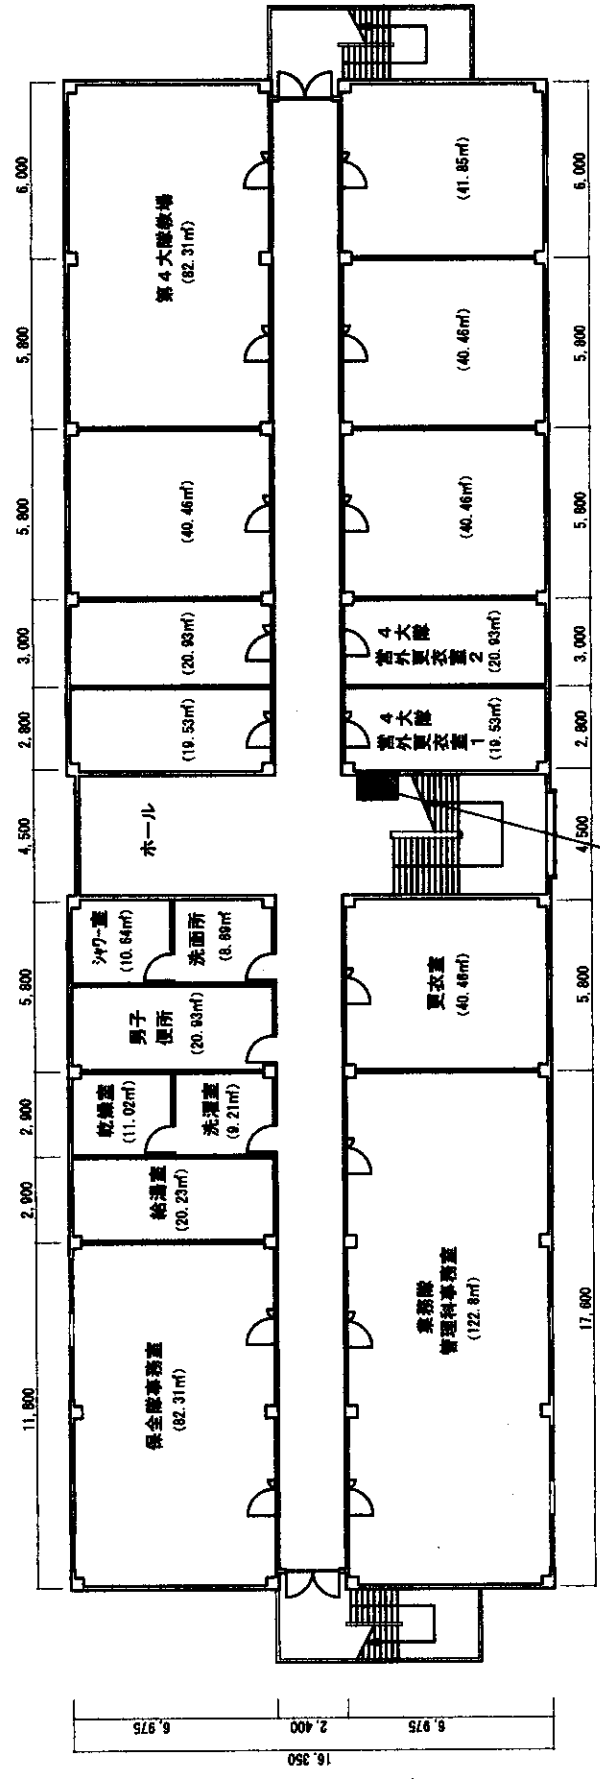 11,800
2,900
2,900
5,800
4,500
2,800
3,000
5,800
5,800
6,000
保全隊事務室
(82.31㎡)
給湯室
(20.23㎡)
乾燥室
(11.02㎡)
洗濯室
(9.21㎡)
男子
便所
(20.93㎡)
シャワー室
(10.64㎡)
洗面所
(8.89㎡
ホール
(19.53㎡)
(20.93㎡)
(40.46㎡)
第4大隊教場
(82.31㎡)
業務隊
管理科事務室
(122.8㎡)
更衣室
(40.46㎡)
4大隊
営外更衣室
1
(19.53㎡)
4大隊
営外更衣室
2
(20.93㎡)
(40.46㎡)
(40.46㎡)
(41.85㎡)
17,600
5,800
4,500
2,800
3,000
5,800
5,800
6,000
6,975
2,400
6,975
16,350